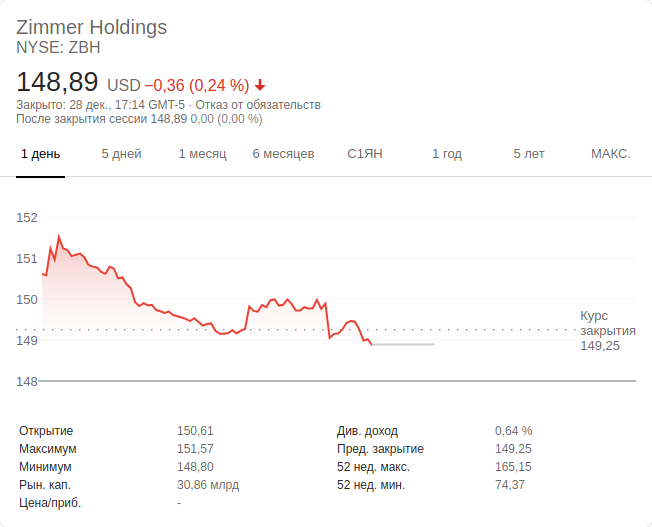 Zimmer Holdings
NYSE: ZBH
148,89 USD −0,36 (0,24 %)
Закрыто: 28 дек., 17:14 GMT-5 · Отказ от обязательств
После закрытия сессии 148,89 0,00 (0,00 %)
1 день 5 дней 1 месяц 6 месяцев С1ЯН 1 год 5 лет МАКС.
152
151
150
149
148
Курс
закрытия
149,25
Открытие 150,61 Див. доход 0,64 %
Максимум 151,57 Пред. закрытие 149,25
Минимум 148,80 52 нед. макс. 165,15
Рын. кап. 30,86 млрд 52 нед. мин. 74,37
Цена/приб. -